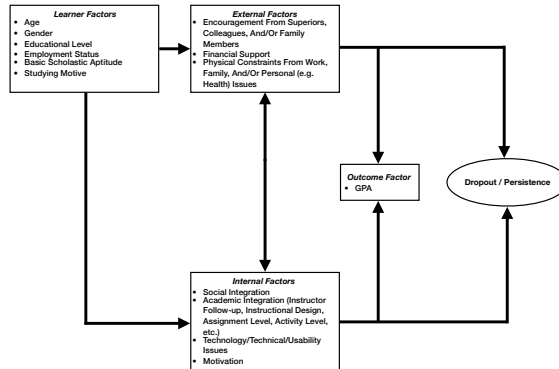 Learner Factors
• Age
• Gender
• Educational Level
• Employment Status
• Basic Scholastic Aptitude
• Studying Motive
External Factors
• Encouragement From Superiors,
Colleagues, And/Or Family
Members
• Financial Support
• Physical Constraints From Work,
Family, And/Or Personal (e.g.
Health) Issues
Outcome Factor
• GPA
Dropout / Persistence
Internal Factors
• Social Integration
• Academic Integration (Instructor
Follow-up, Instructional Design,
Assignment Level, Activity Level,
etc.)
• Technology/Technical/Usability
Issues
• Motivation